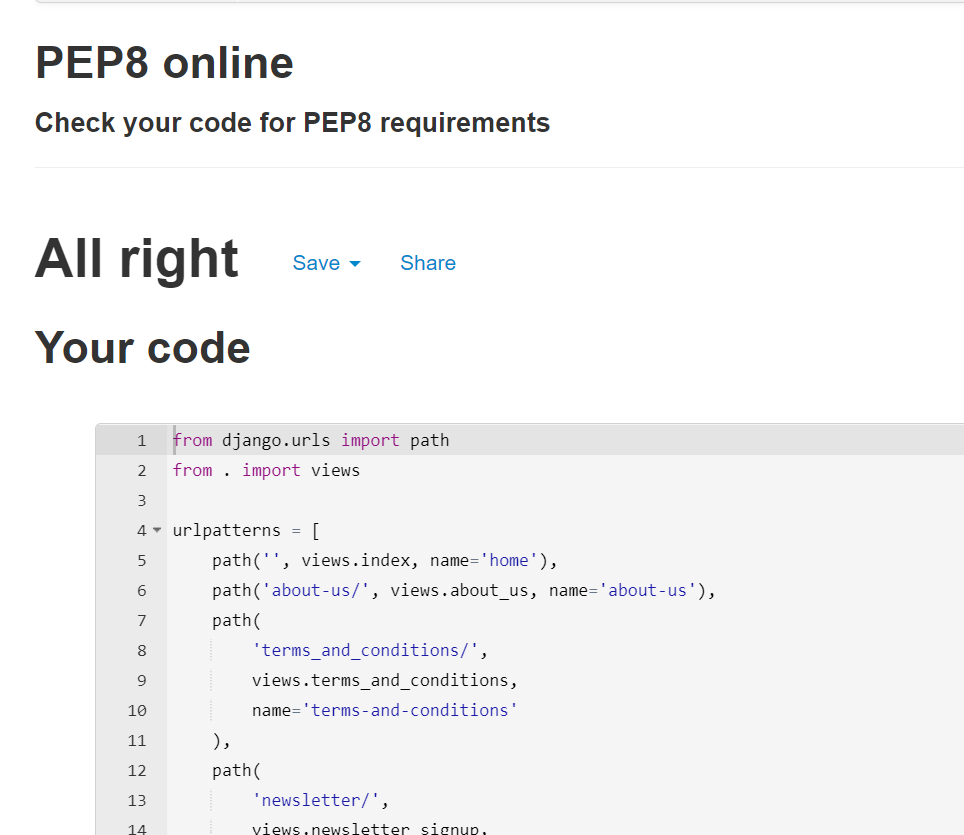 PEP8 online
Check your code for PEP8 requirements
All right Save Share
Your code
1 from django.urls import path
2 from . import views
3
4 urlpatterns = [
5     path('', views.index, name='home'),
6     path('about-us/', views.about_us, name='about-us'),
7     path(
8         'terms_and_conditions/',
9         views.terms_and_conditions,
10         name='terms-and-conditions'
11     ),
12     path(
13         'newsletter/',
14         views.newsletter_signup,